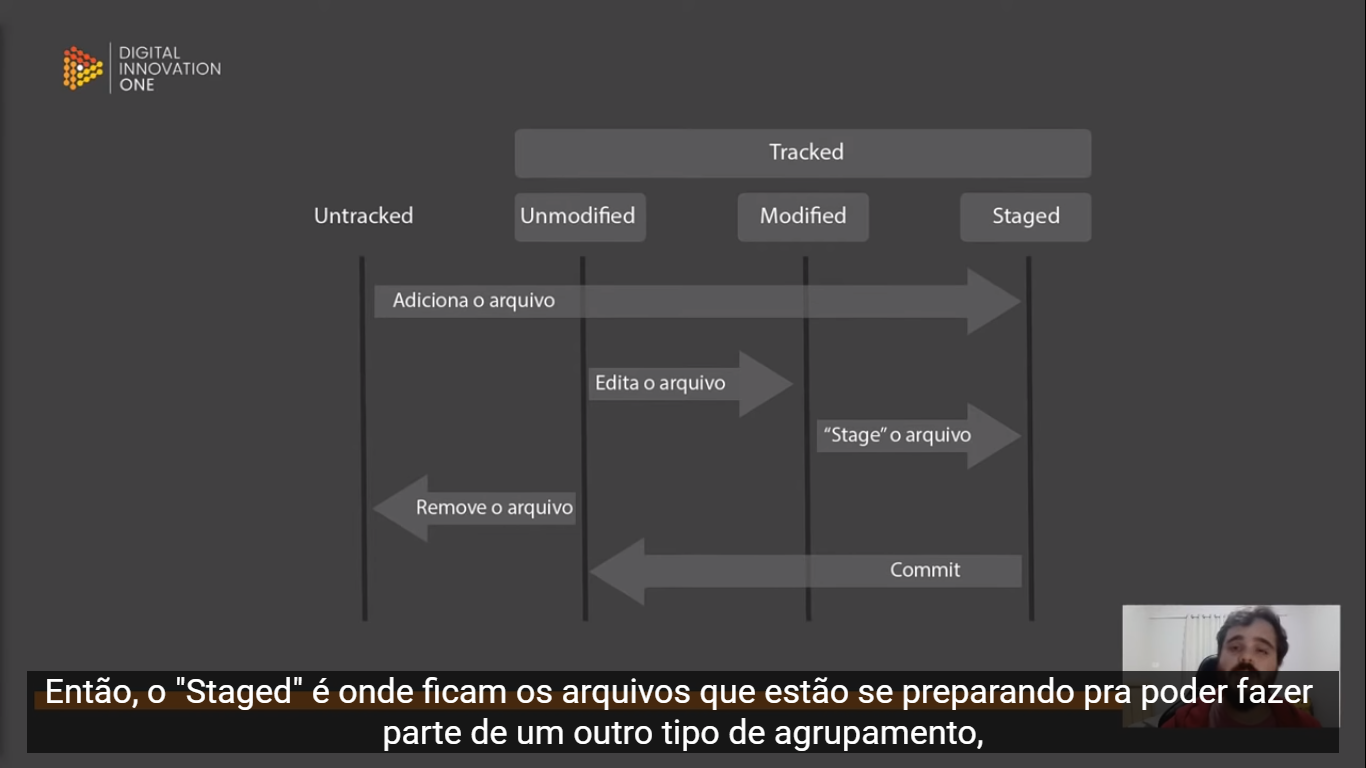 DIGITAL
INNOVATION
ONE
Tracked
Untracked
Unmodified
Modified
Staged
Adiciona o arquivo
Edita o arquivo
“Stage” o arquivo
Remove o arquivo
Commit
Então, o "Staged" é onde ficam os arquivos que estão se preparando pra poder fazer
parte de um outro tipo de agrupamento,